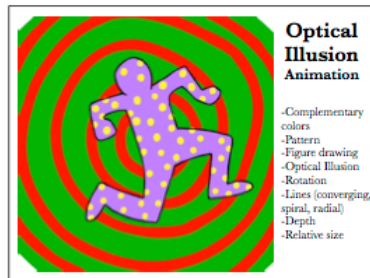 Optical
Illusion
Animation
-Complementary
colors
-Pattern
-Figure drawing
-Optical Illusion
-Rotation
-Lines (converging,
spiral, radial)
-Depth
-Relative size